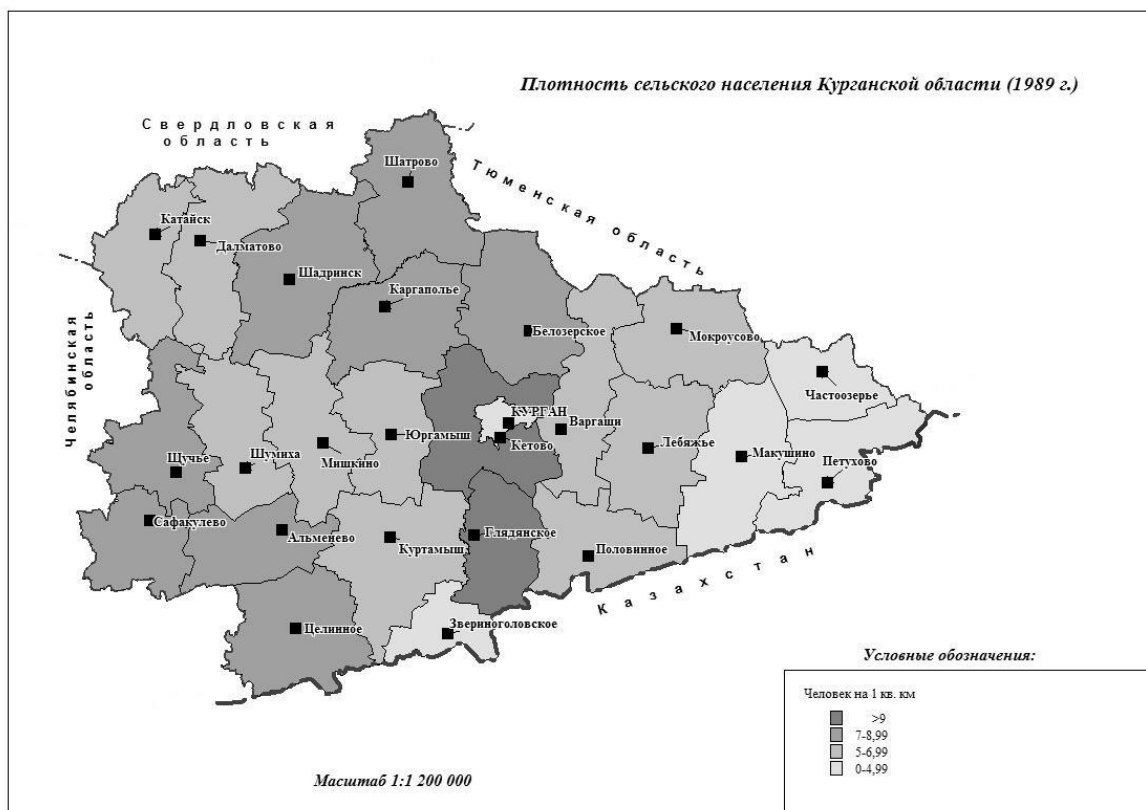 Плотность сельского населения Курганской области (1989 г.)
Свердловская
область
Шатрово
Тюменская область
Катайск
Далматово
Шадринск
Каргаполье
Челябинская
область
Белозерское
Мокроусово
Частоозерье
КУРГАН
Юргамыш
Варгаши
Кетово
Лебяжье
Макушино
Мишкино
Щучье
Шумиха
Петухово
Сафакулево
Альменево
Куртамыш
Глядянское
Половинное
Казахстан
Целинное
Звериноголовское
Условные обозначения:
Человек на 1 кв. км
>9
7-8,99
5-6,99
0-4,99
Масштаб 1:1 200 000